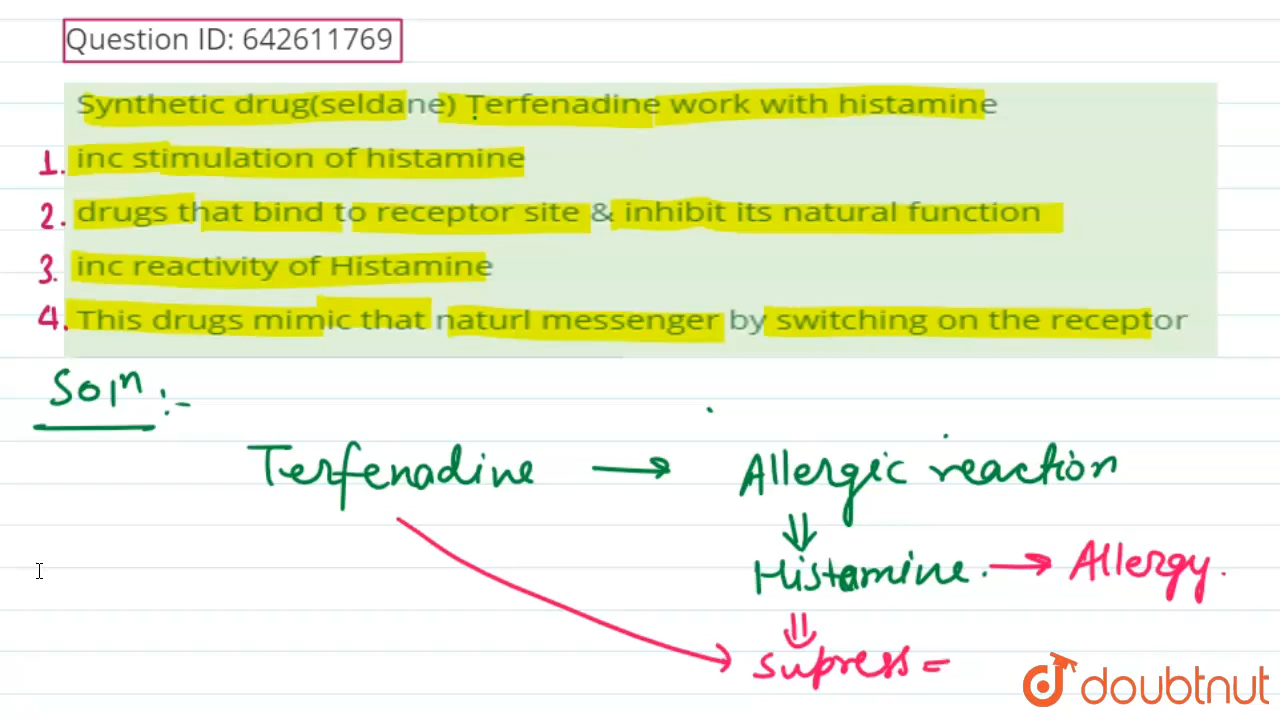 Question ID: 642611769
Synthetic drug(seldane) Terfenadine work with histamine
1. inc stimulation of histamine
2. drugs that bind to receptor site & inhibit its natural function
3. inc reactivity of Histamine
4. This drugs mimic that naturl messenger by switching on the receptor
Solⁿ :-
Terfenadine → Allergic reaction
⇓
Histamine. → Allergy.
⇓
supress =
doubtnut